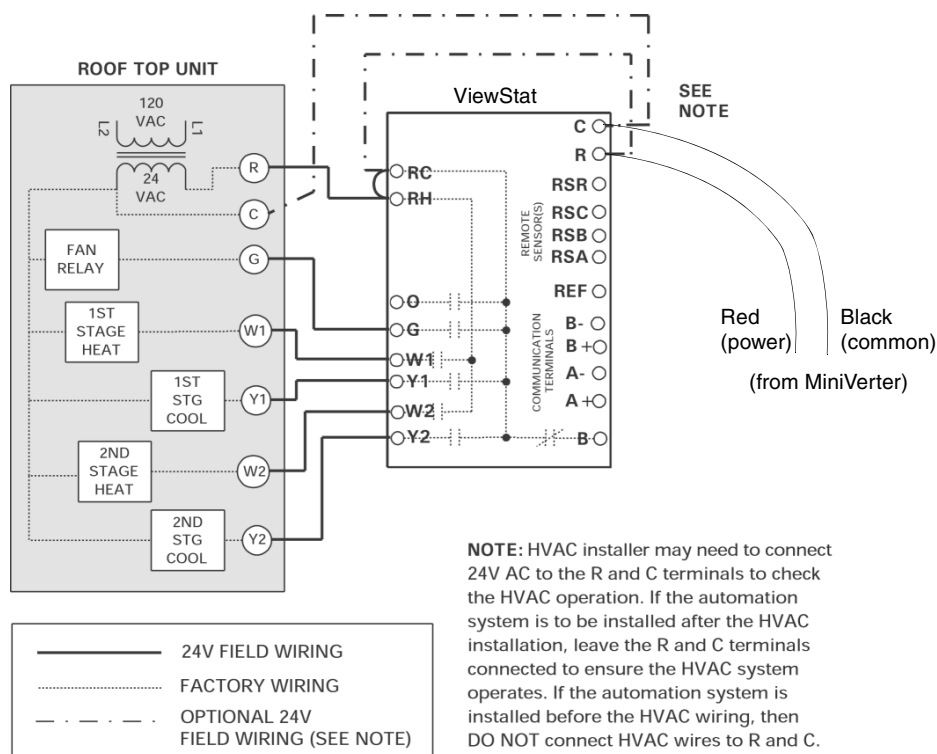 ROOF TOP UNIT
120
VAC
L2
L1
24
VAC
R
C
FAN
RELAY
G
1ST
STAGE
HEAT
W1
1ST
STG
COOL
Y1
2ND
STAGE
HEAT
W2
2ND
STG
COOL
Y2
ViewStat
RC
RH
O
G
W1
Y1
W2
Y2
C
R
RSR
RSC
RSB
RSA
REMOTE
SENSOR(S)
REF
B-
B+
A-
A+
COMMUNICATION
TERMINALS
B
SEE
NOTE
Red
(power)
Black
(common)
(from MiniVerter)
24V FIELD WIRING
FACTORY WIRING
OPTIONAL 24V
FIELD WIRING (SEE NOTE)
NOTE: HVAC installer may need to connect
24V AC to the R and C terminals to check
the HVAC operation. If the automation
system is to be installed after the HVAC
installation, leave the R and C terminals
connected to ensure the HVAC system
operates. If the automation system is
installed before the HVAC wiring, then
DO NOT connect HVAC wires to R and C.